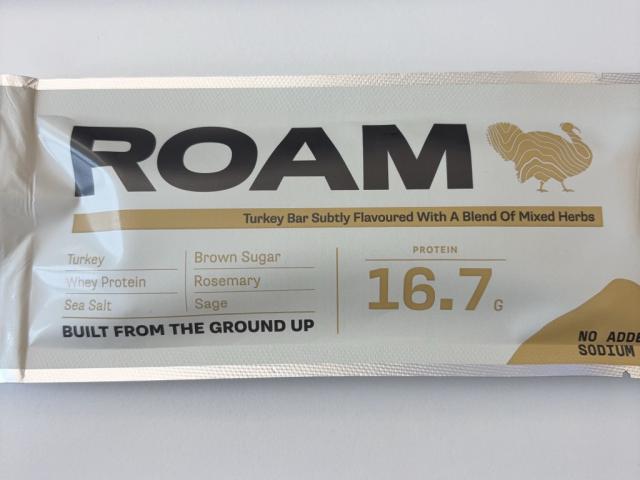 ROAM
Turkey Bar Subtly Flavoured With A Blend Of Mixed Herbs
Turkey
Whey Protein
Sea Salt
Brown Sugar
Rosemary
Sage
BUILT FROM THE GROUND UP
PROTEIN
16.7G
NO ADDE
SODIUM